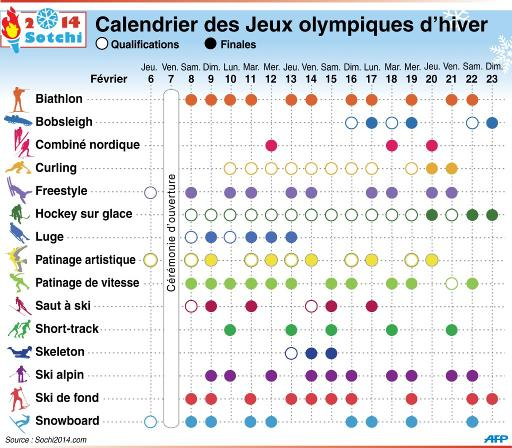 2014
Sotchi
Calendrier des Jeux olympiques d'hiver
Qualifications Finales
Février
Jeu. Ven. Sam. Dim. Lun. Mar. Mer. Jeu. Ven. Sam. Dim. Lun. Mar. Mer. Jeu. Ven. Sam. Dim.
6 7 8 9 10 11 12 13 14 15 16 17 18 19 20 21 22 23
Cérémonie d'ouverture
Biathlon
Bobsleigh
Combiné nordique
Curling
Freestyle
Hockey sur glace
Luge
Patinage artistique
Patinage de vitesse
Saut à ski
Short-track
Skeleton
Ski alpin
Ski de fond
Snowboard
Source : Sotchi2014.com
AFP